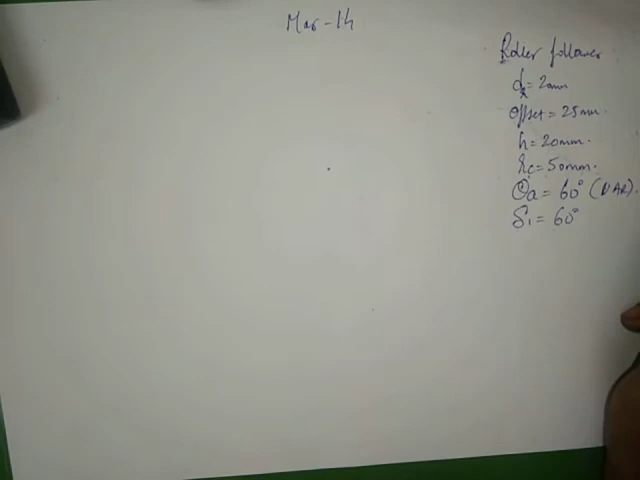 Mar-14
Roller follower
dr = 2mm
offset = 25mm.
h = 20mm.
rc = 50mm.
θa = 60° (UAR).
δ1 = 60°